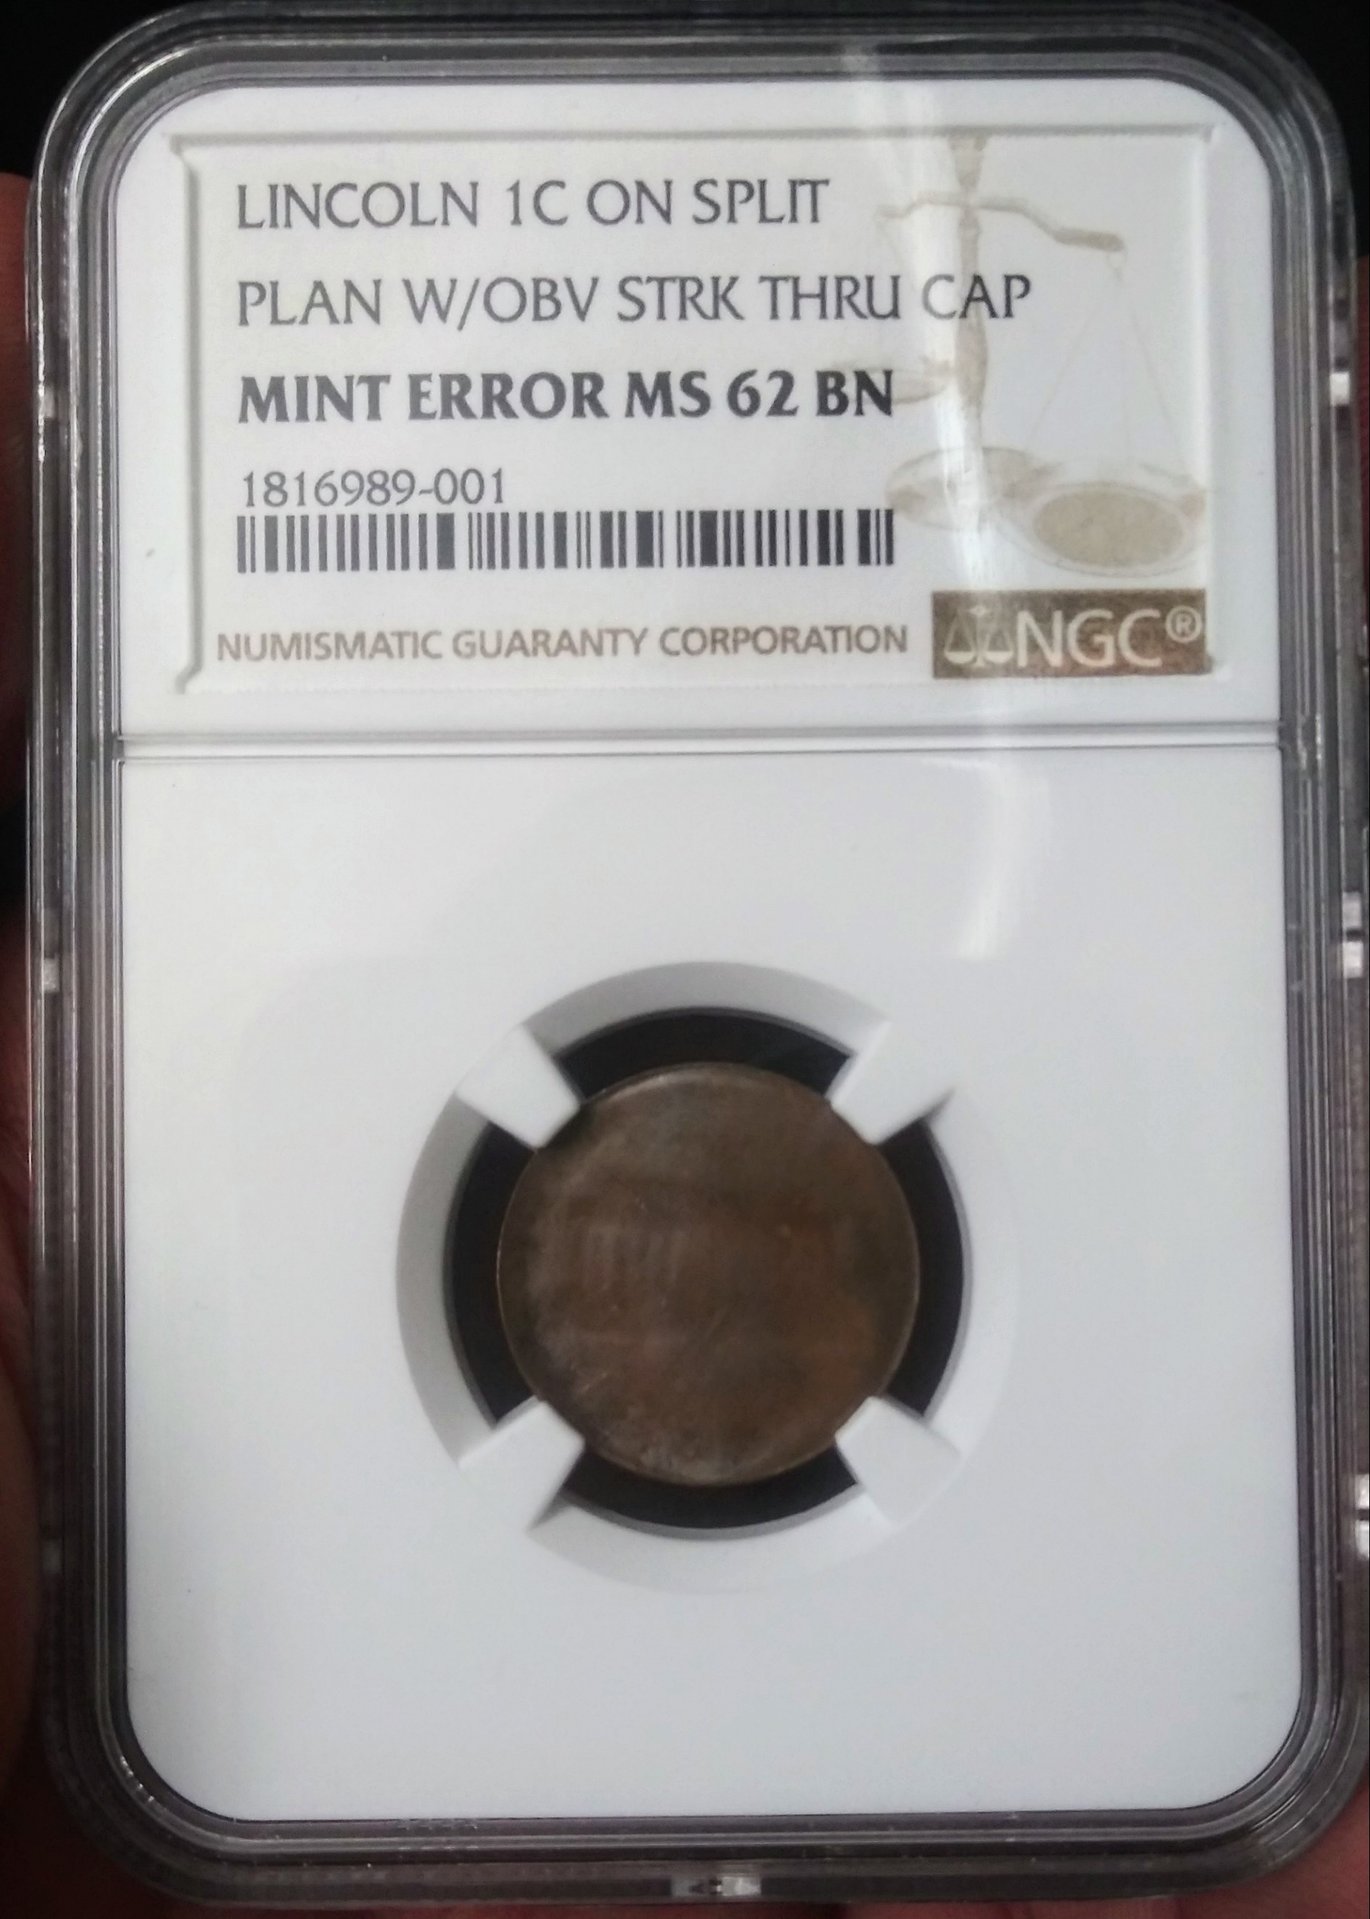 LINCOLN 1C ON SPLIT
PLAN W/OBV STRK THRU CAP
MINT ERROR MS 62 BN
1816989-001
NUMISMATIC GUARANTY CORPORATION NGC®